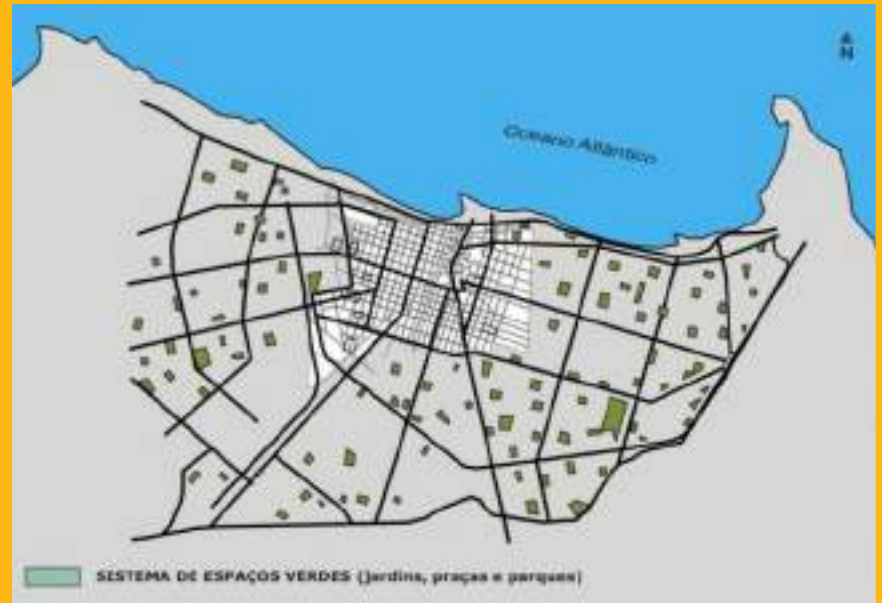 N
Oceano Atlântico
SISTEMA DE ESPAÇOS VERDES (Jardins, praças e parques)